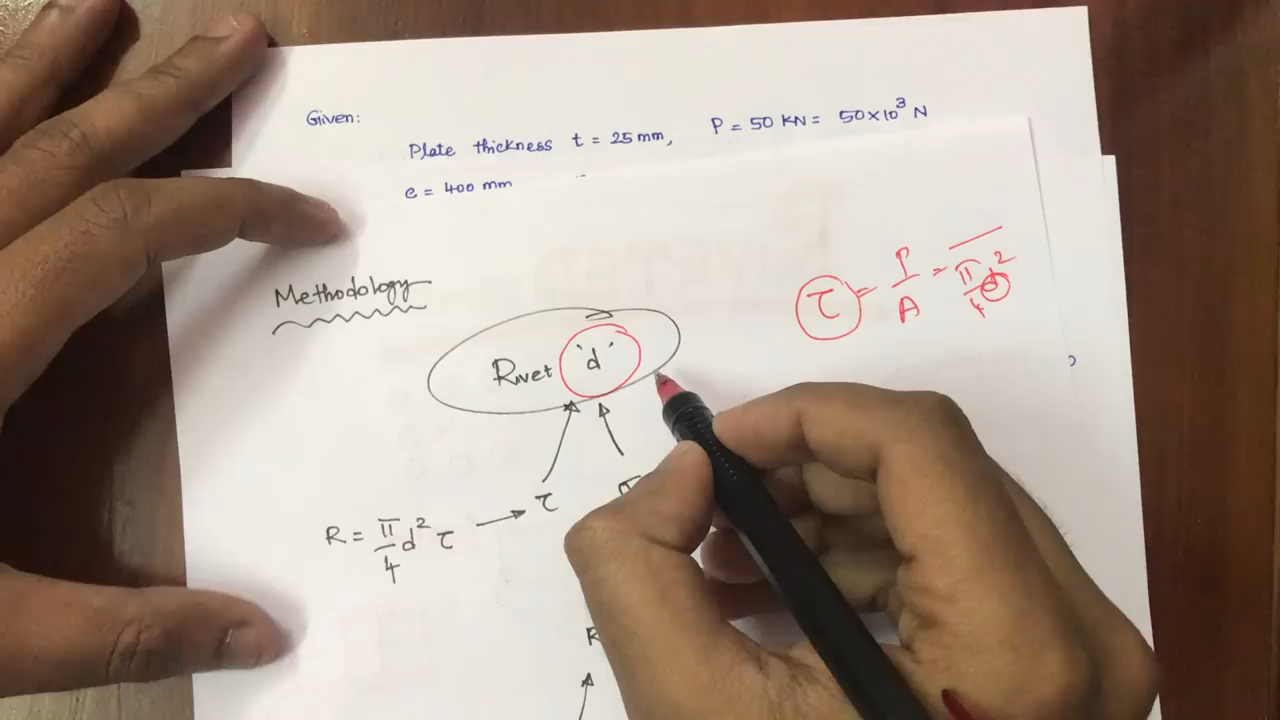 Given:
Plate thickness t = 25 mm, P = 50 KN = 50×10³ N
e = 400 mm
Methodology
τ = P/A = /(π/4 d²)
Rivet 'd'
τ
R = π/4 d² τ
R